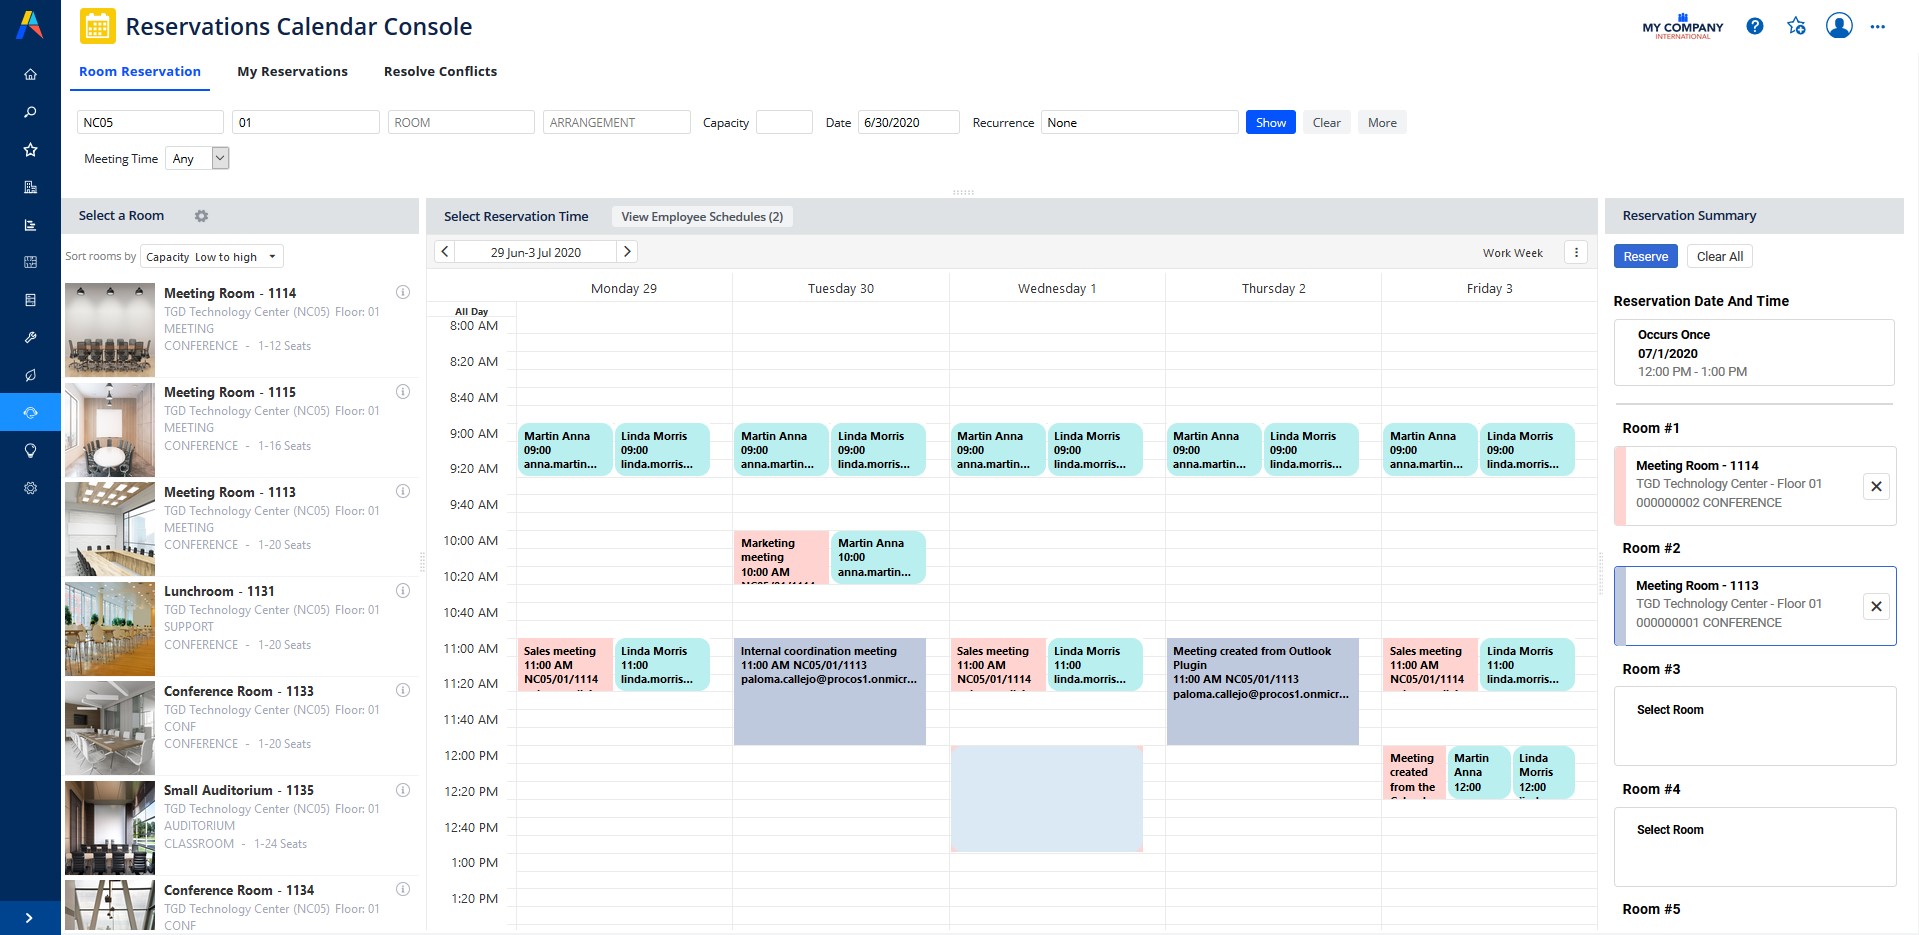 Reservations Calendar Console
MY COMPANY
INTERNATIONAL
Room Reservation
My Reservations
Resolve Conflicts
NC05
01
ROOM
ARRANGEMENT
Capacity
Date
6/30/2020
Recurrence
None
Show
Clear
More
Meeting Time
Any
Select a Room
Sort rooms by
Capacity Low to high
Meeting Room - 1114
TGD Technology Center (NC05) Floor: 01
MEETING
CONFERENCE - 1-12 Seats
Meeting Room - 1115
TGD Technology Center (NC05) Floor: 01
MEETING
CONFERENCE - 1-16 Seats
Meeting Room - 1113
TGD Technology Center (NC05) Floor: 01
MEETING
CONFERENCE - 1-20 Seats
Lunchroom - 1131
TGD Technology Center (NC05) Floor: 01
SUPPORT
CONFERENCE - 1-20 Seats
Conference Room - 1133
TGD Technology Center (NC05) Floor: 01
CONF
CONFERENCE - 1-20 Seats
Small Auditorium - 1135
TGD Technology Center (NC05) Floor: 01
AUDITORIUM
CLASSROOM - 1-24 Seats
Conference Room - 1134
TGD Technology Center (NC05) Floor: 01
CONF
Select Reservation Time
View Employee Schedules (2)
29 Jun-3 Jul 2020
Work Week
Monday 29
Tuesday 30
Wednesday 1
Thursday 2
Friday 3
All Day
8:00 AM
8:20 AM
8:40 AM
9:00 AM
9:20 AM
9:40 AM
10:00 AM
10:20 AM
10:40 AM
11:00 AM
11:20 AM
11:40 AM
12:00 PM
12:20 PM
12:40 PM
1:00 PM
1:20 PM
Martin Anna
09:00
anna.martin...
Linda Morris
09:00
linda.morris...
Martin Anna
09:00
anna.martin...
Linda Morris
09:00
linda.morris...
Martin Anna
09:00
anna.martin...
Linda Morris
09:00
linda.morris...
Martin Anna
09:00
anna.martin...
Linda Morris
09:00
linda.morris...
Martin Anna
09:00
anna.martin...
Linda Morris
09:00
linda.morris...
Marketing
meeting
10:00 AM
NC05/01/1114
Martin Anna
10:00
anna.martin...
Sales meeting
11:00 AM
NC05/01/1114
Linda Morris
11:00
linda.morris...
Internal coordination meeting
11:00 AM NC05/01/1113
paloma.callejo@procos1.onmicr...
Sales meeting
11:00 AM
NC05/01/1114
Linda Morris
11:00
linda.morris...
Meeting created from Outlook
Plugin
11:00 AM NC05/01/1113
paloma.callejo@procos1.onmicr...
Sales meeting
11:00 AM
NC05/01/1114
Linda Morris
11:00
linda.morris...
Meeting
created
from the
Martin
Anna
12:00
Linda
Morris
12:00
Reservation Summary
Reserve
Clear All
Reservation Date And Time
Occurs Once
07/1/2020
12:00 PM - 1:00 PM
Room #1
Meeting Room - 1114
TGD Technology Center - Floor 01
000000002 CONFERENCE
Room #2
Meeting Room - 1113
TGD Technology Center - Floor 01
000000001 CONFERENCE
Room #3
Select Room
Room #4
Select Room
Room #5